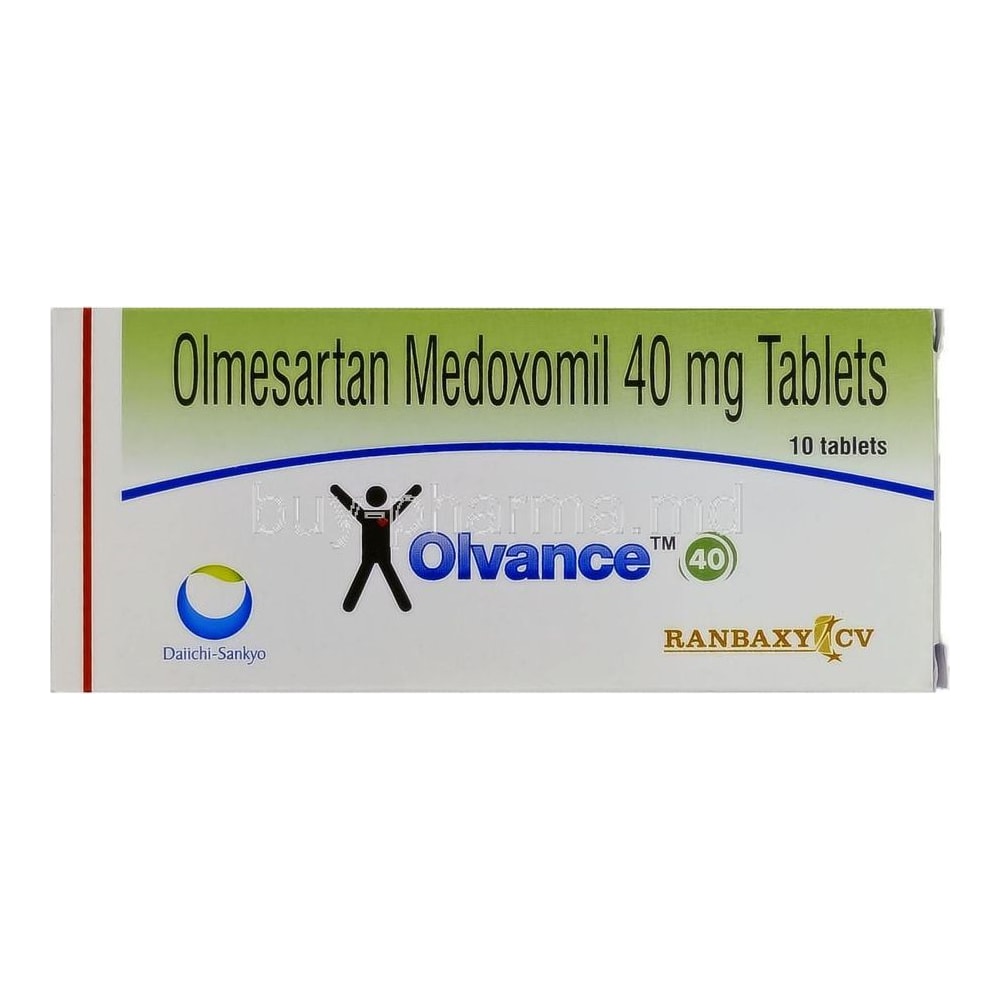 Olmesartan Medoxomil 40 mg Tablets
10 tablets
buy-pharma.md
Olvance™ 40
Daiichi-Sankyo
RANBAXY CV